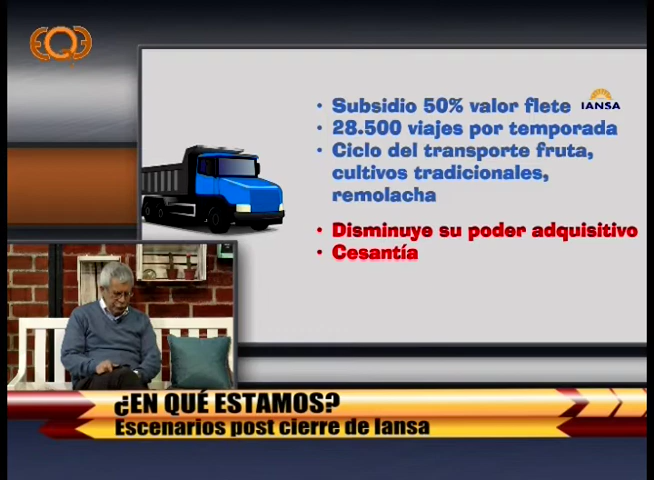 EQE
• Subsidio 50% valor flete IANSA
• 28.500 viajes por temporada
• Ciclo del transporte fruta,
cultivos tradicionales,
remolacha
• Disminuye su poder adquisitivo
• Cesantía
¿EN QUÉ ESTAMOS?
Escenarios post cierre de Iansa